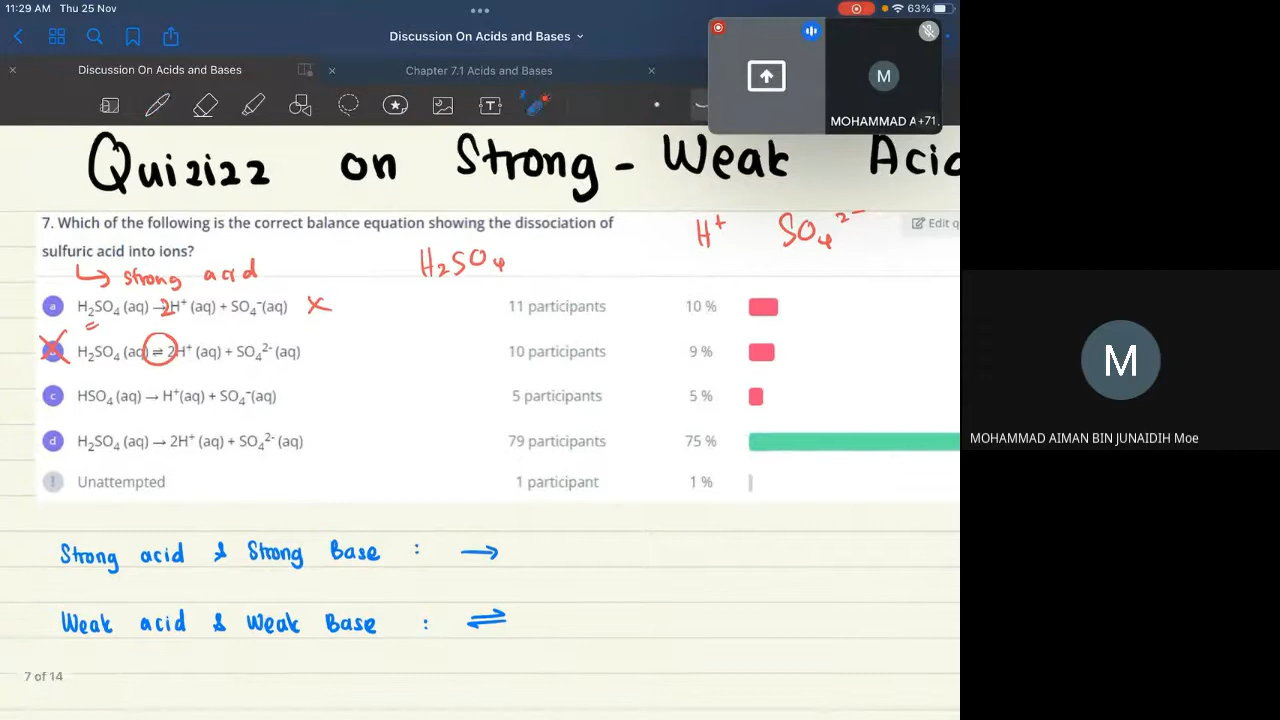 11:29 AM Thu 25 Nov
63%
Discussion On Acids and Bases
Discussion On Acids and Bases
Chapter 7.1 Acids and Bases
M
MOHAMMAD A +71
Quizizz on Strong - Weak Acid
7. Which of the following is the correct balance equation showing the dissociation of
sulfuric acid into ions?
H⁺ SO₄²⁻
Edit q
↳ strong acid
H₂SO₄
a H₂SO₄ (aq) → 2H⁺ (aq) + SO₄⁻(aq) × 11 participants 10 %
H₂SO₄ (aq) ⇌ 2H⁺ (aq) + SO₄²⁻ (aq) 10 participants 9 %
c HSO₄ (aq) → H⁺(aq) + SO₄⁻(aq) 5 participants 5 %
d H₂SO₄ (aq) → 2H⁺ (aq) + SO₄²⁻ (aq) 79 participants 75 %
! Unattempted 1 participant 1 %
Strong acid & Strong Base : →
Weak acid & Weak Base : ⇌
7 of 14
M
MOHAMMAD AIMAN BIN JUNAIDIH Moe